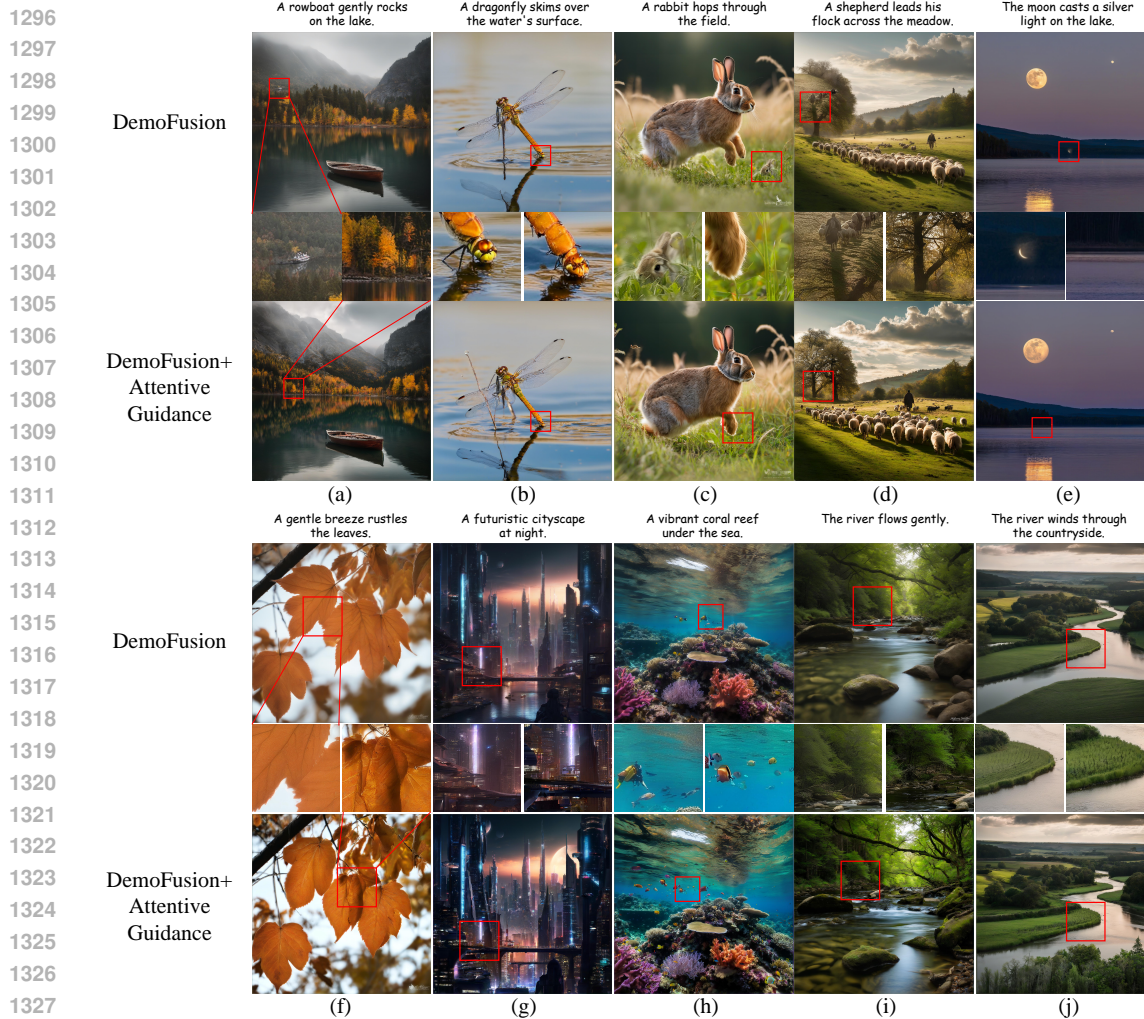 1296
1297
1298
1299
1300
1301
1302
1303
1304
1305
1306
1307
1308
1309
1310
1311
1312
1313
1314
1315
1316
1317
1318
1319
1320
1321
1322
1323
1324
1325
1326
1327
A rowboat gently rocks
on the lake.
A dragonfly skims over
the water's surface.
A rabbit hops through
the field.
A shepherd leads his
flock across the meadow.
The moon casts a silver
light on the lake.
DemoFusion
DemoFusion+
Attentive
Guidance
(a)
(b)
(c)
(d)
(e)
A gentle breeze rustles
the leaves.
A futuristic cityscape
at night.
A vibrant coral reef
under the sea.
The river flows gently.
The river winds through
the countryside.
DemoFusion
DemoFusion+
Attentive
Guidance
(f)
(g)
(h)
(i)
(j)